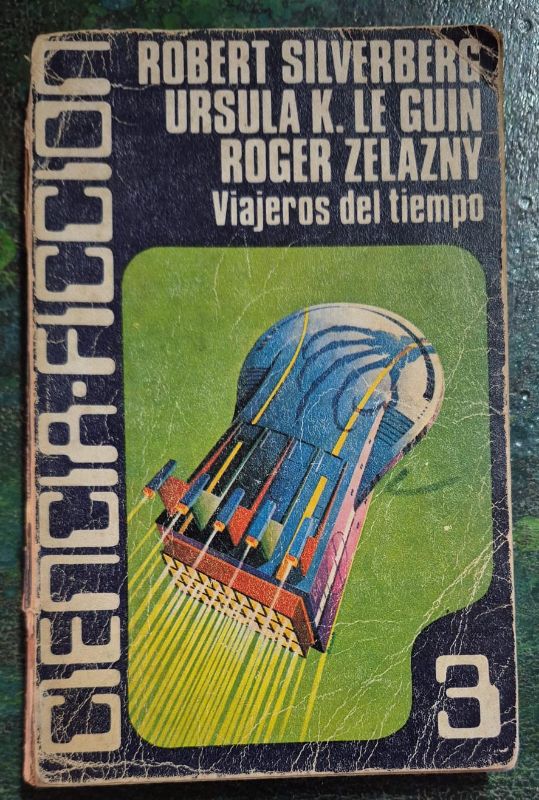 ROBERT SILVERBERG
URSULA K. LE GUIN
ROGER ZELAZNY
Viajeros del tiempo
CIENCIA-FICCION
3